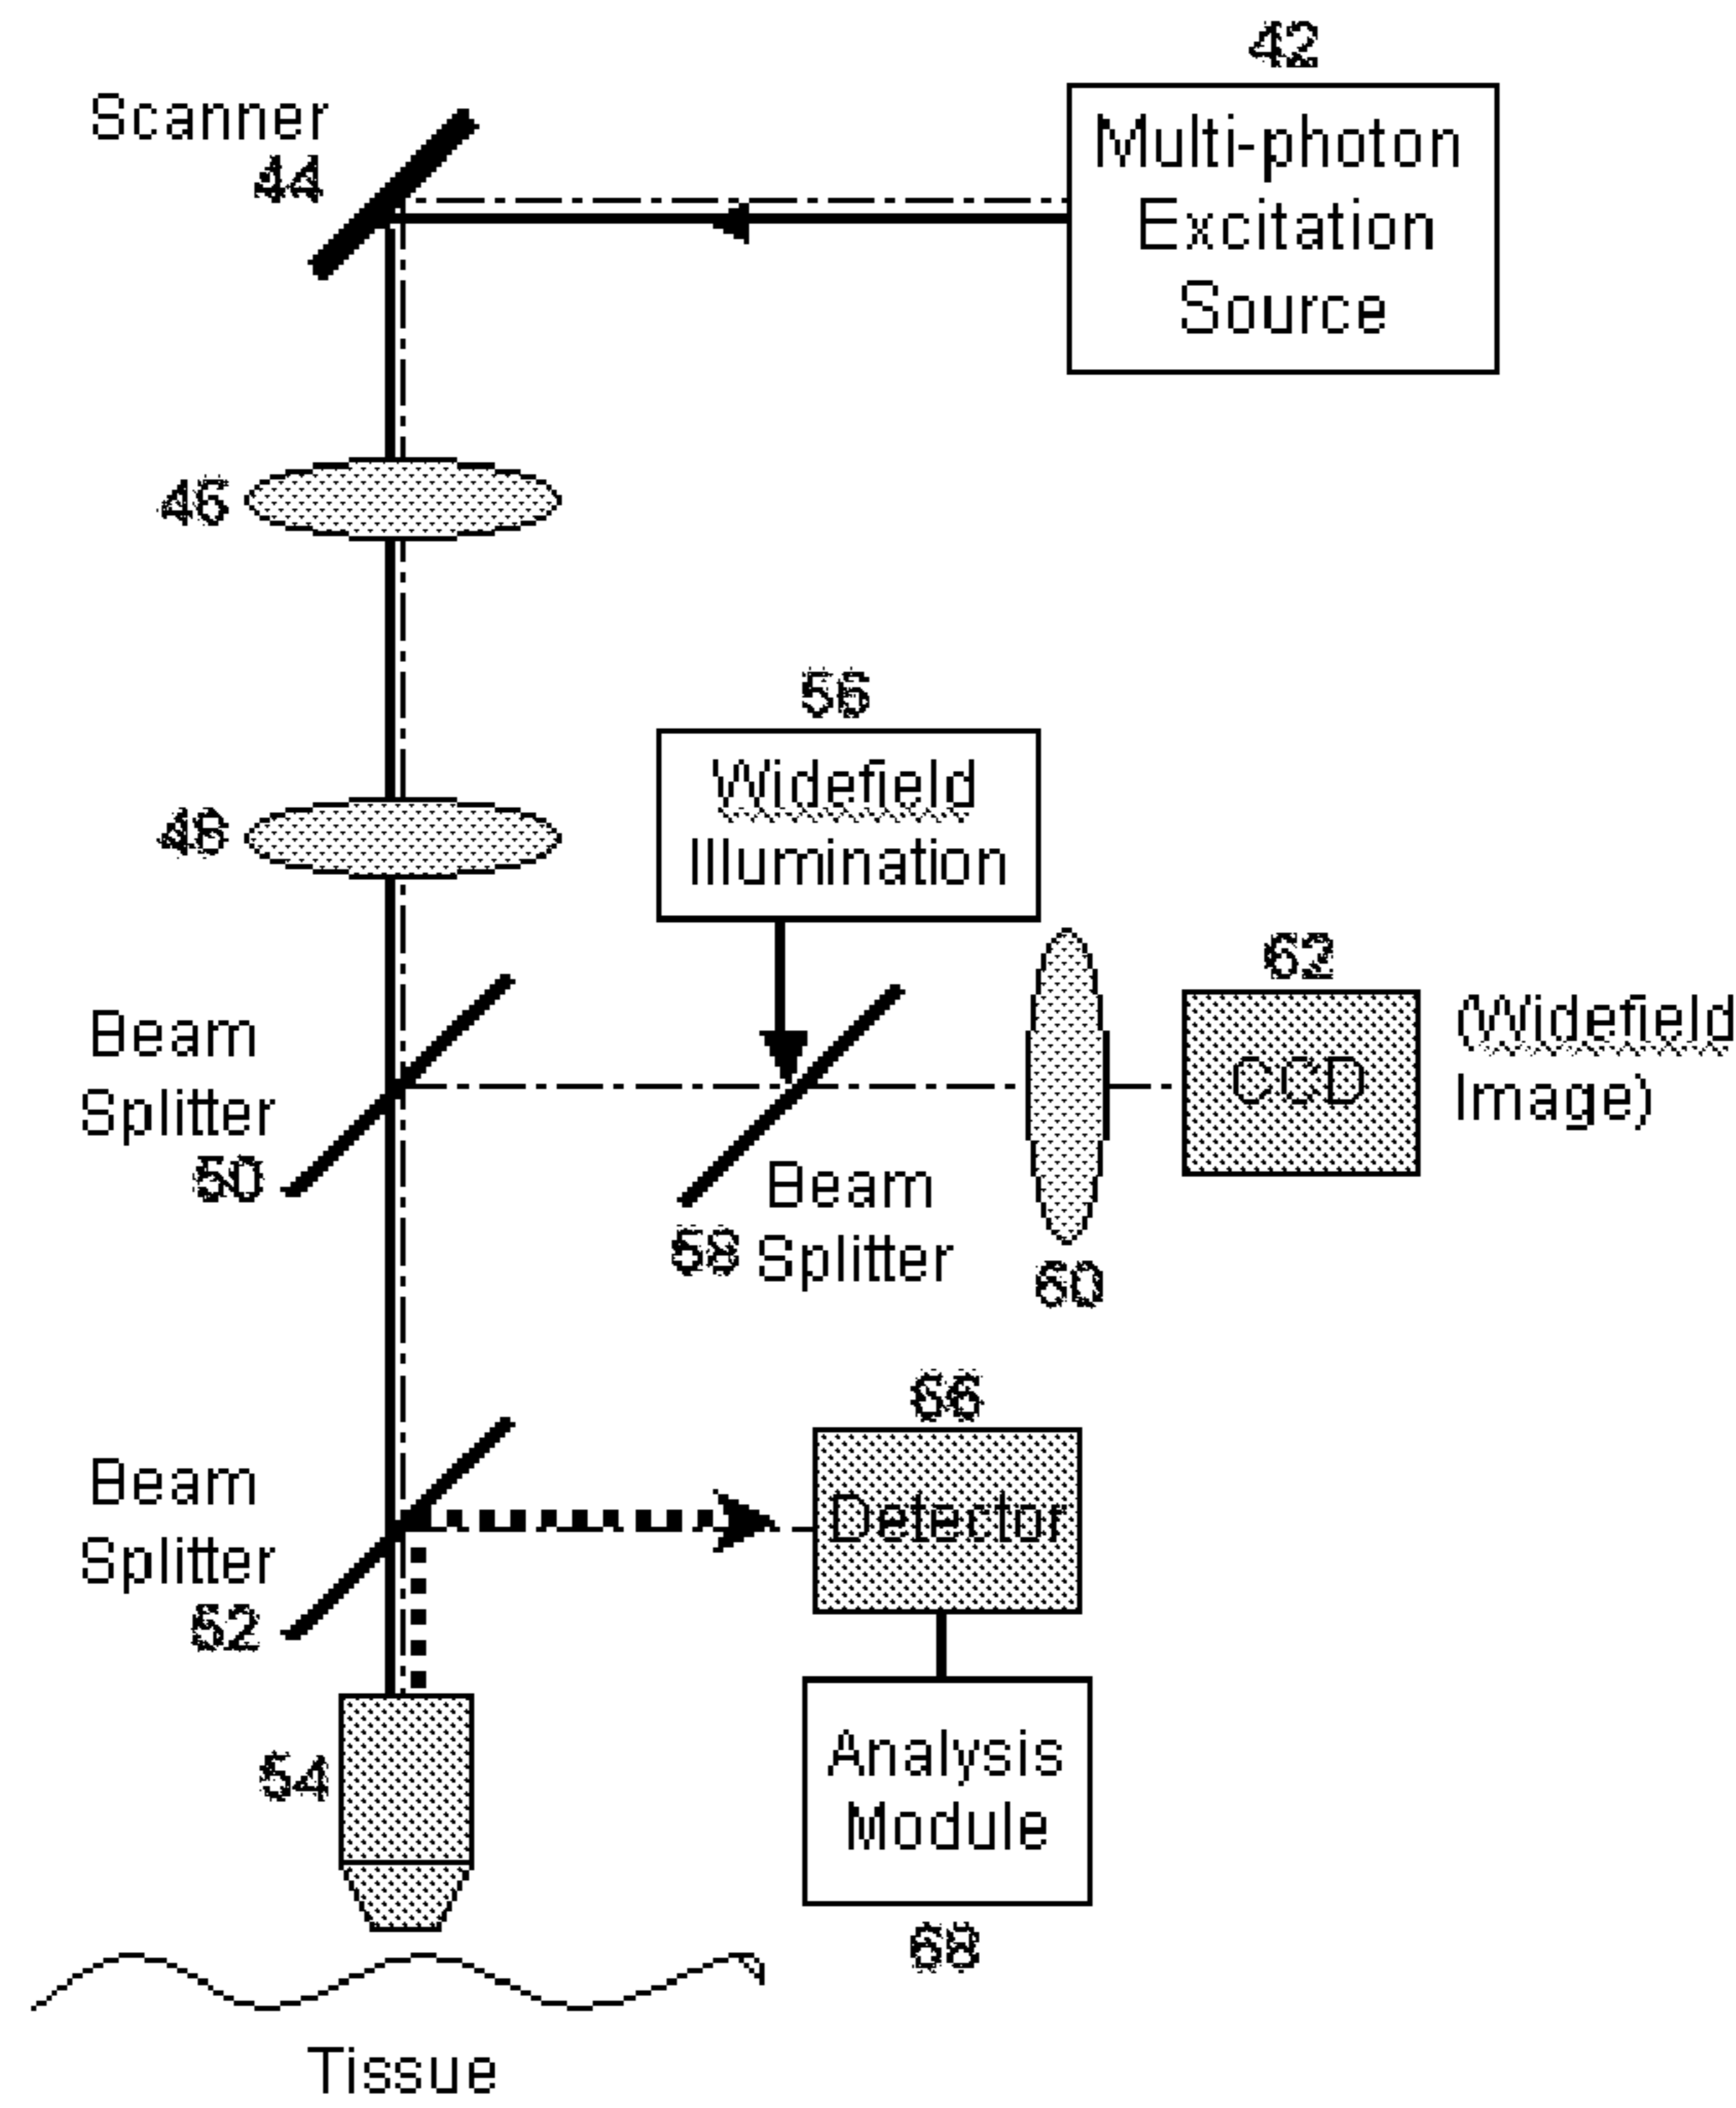 42
Scanner
44
Multi-photon
Excitation
Source
46
56
Widefield
Illumination
48
62
(Widefield
Image)
CCD
Beam
Splitter
50
Beam
58 Splitter
60
66
Detector
Beam
Splitter
52
54
Analysis
Module
68
Tissue